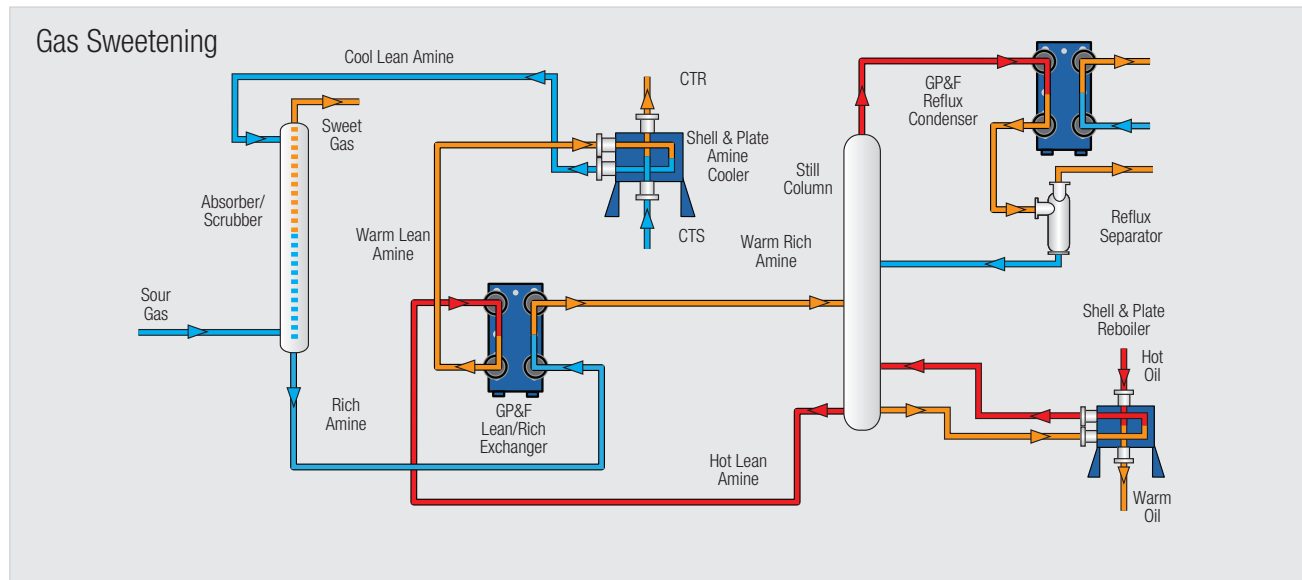 Gas Sweetening
Cool Lean Amine
CTR
GP&F
Reflux
Condenser
Sweet
Gas
Shell & Plate
Amine
Cooler
Still
Column
Absorber/
Scrubber
Reflux
Separator
Warm Lean
Amine
CTS
Warm Rich
Amine
Sour
Gas
Shell & Plate
Reboiler
Hot
Oil
Rich
Amine
GP&F
Lean/Rich
Exchanger
Hot Lean
Amine
Warm
Oil